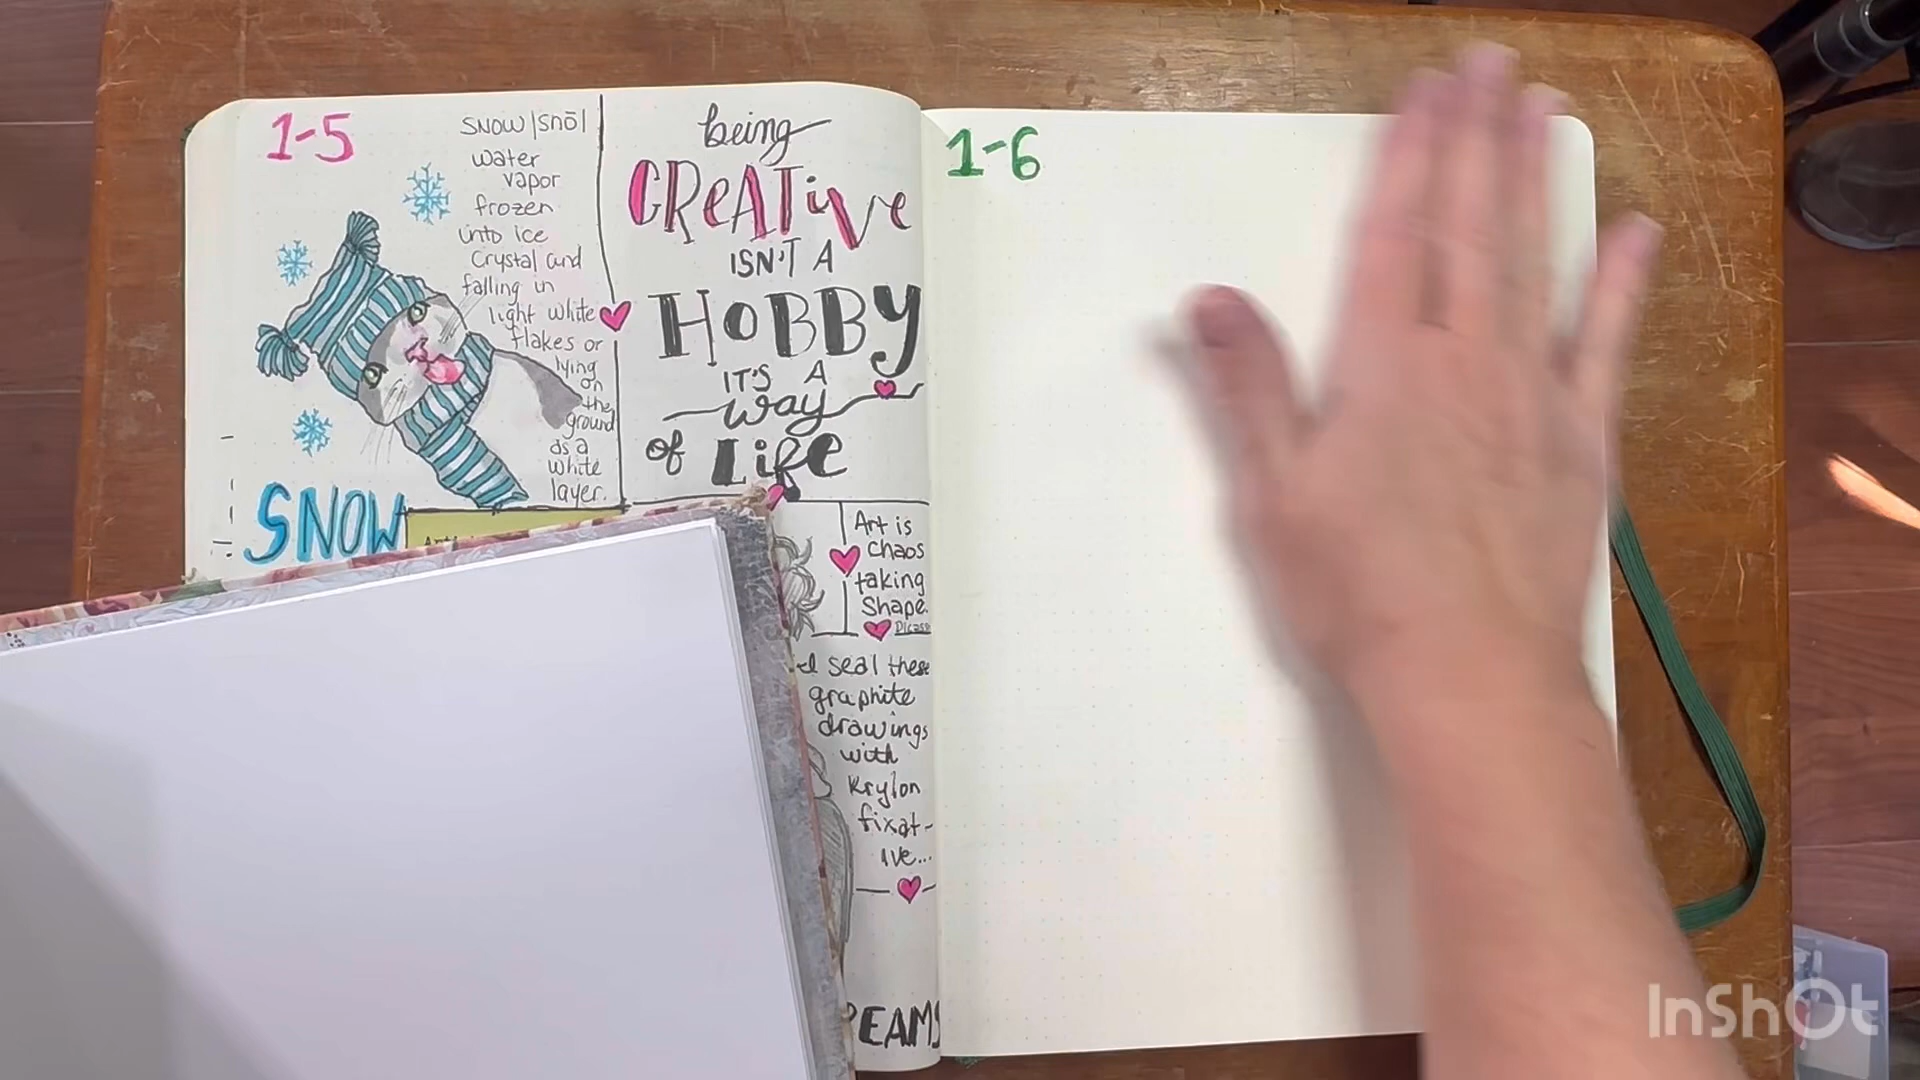 1-5
SNOW |snō|
water
vapor
frozen
into ice
Crystal and
falling in
light white
flakes or
lying
on
the
ground
as a
white
layer.
SNOW
being
CREATIVE
ISN'T A
HOBBY
IT'S A
way
of LIFE
Art is
Chaos
taking
Shape.
I seal these
graphite
drawings
with
Krylon
fixat-
ive...
1-6
InShOt